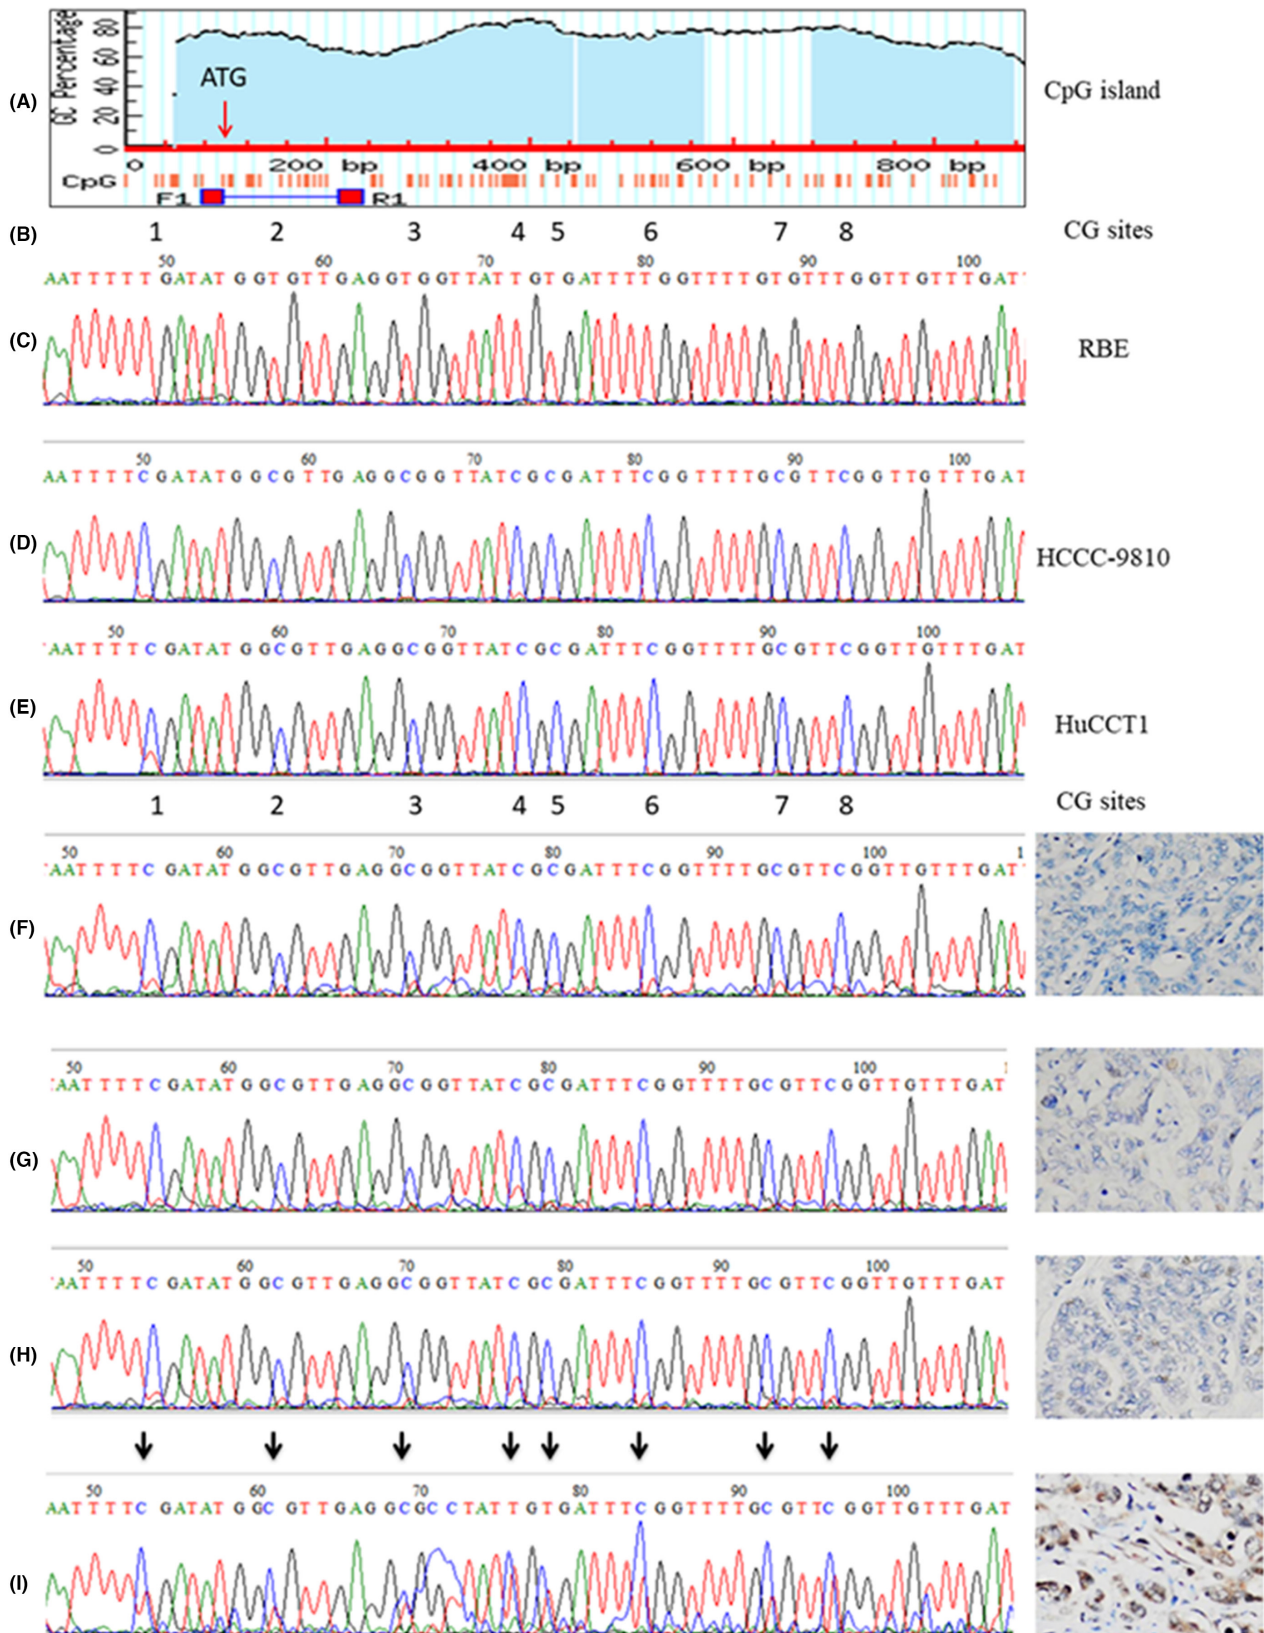 (A)
GC Percentage
0 20 40 60 80
ATG
CpG island
0 200 bp 400 bp 600 bp 800 bp
CpG
F1 R1
(B) 1 2 3 4 5 6 7 8 CG sites
50 60 70 80 90 100
AATTTTTGATATGGTGTTGAGGTGGTTATTGTGATTTTGGTTTTGTGTTTGGTTGTTTGAT
(C) RBE
50 60 70 80 90 100
AATTTTCGATATGGCGTTGAGGCGGTTATCGCGATTTCGGTTTTGCGTTCGGTTGTTTGAT
(D) HCCC-9810
50 60 70 80 90 100
AATTTTCGATATGGCGTTGAGGCGGTTATCGCGATTTCGGTTTTGCGTTCGGTTGTTTGAT
(E) HuCCT1
1 2 3 4 5 6 7 8 CG sites
50 60 70 80 90 100 1
AATTTTCGATATGGCGTTGAGGCGGTTATCGCGATTTCGGTTTTGCGTTCGGTTGTTTGAT
(F)
50 60 70 80 90 100
AATTTTCGATATGGCGTTGAGGCGGTTATCGCGATTTCGGTTTTGCGTTCGGTTGTTTGAT
(G)
50 60 70 80 90 100
AATTTTCGATATGGCGTTGAGGCGGTTATCGCGATTTCGGTTTTGCGTTCGGTTGTTTGAT
(H)
50 60 70 80 90 100
AATTTTCGATATGGCGTTGAGGCGCCTATTGTGATTTCGGTTTTGCGTTCGGTTGTTTGAT
(I)